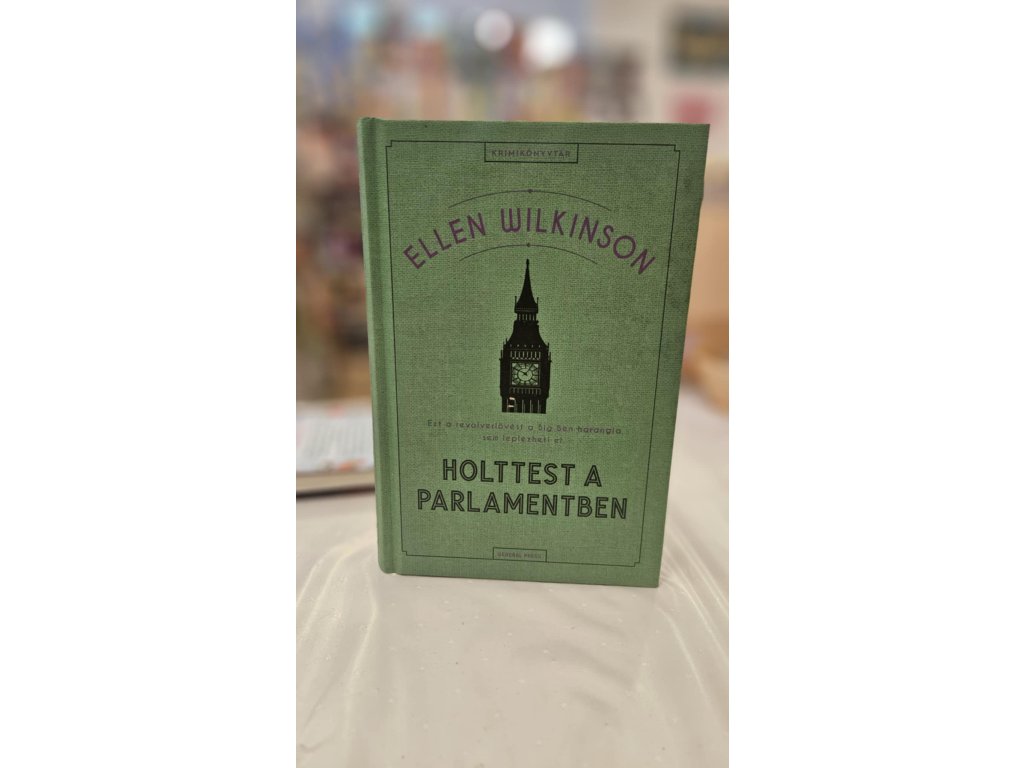 KRIMIKÖNYVTÁR
ELLEN WILKINSON
Ezt a revolverlövést a Big Ben harangja
sem leplezheti el
HOLTTEST A
PARLAMENTBEN
GENERAL PRESS